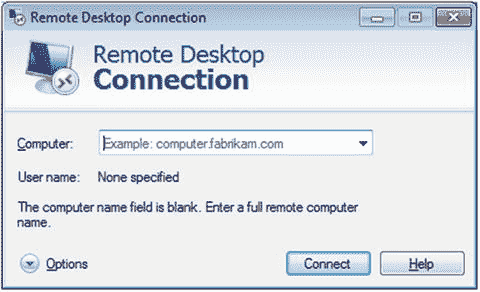 Remote Desktop Connection
Remote Desktop
Connection
Computer: Example: computer.fabrikam.com
User name: None specified
The computer name field is blank. Enter a full remote computer
name.
Options Connect Help